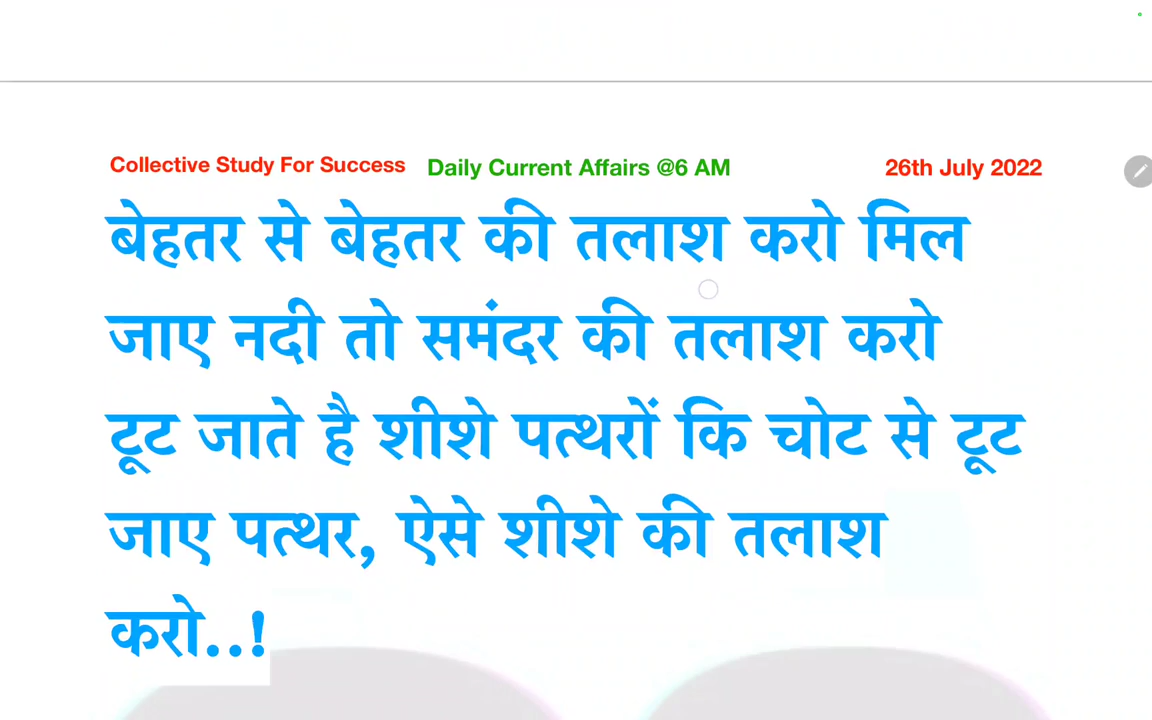 Collective Study For Success Daily Current Affairs @6 AM 26th July 2022
बेहतर से बेहतर की तलाश करो मिल
जाए नदी तो समंदर की तलाश करो
टूट जाते है शीशे पत्थरों कि चोट से टूट
जाए पत्थर, ऐसे शीशे की तलाश
करो..!